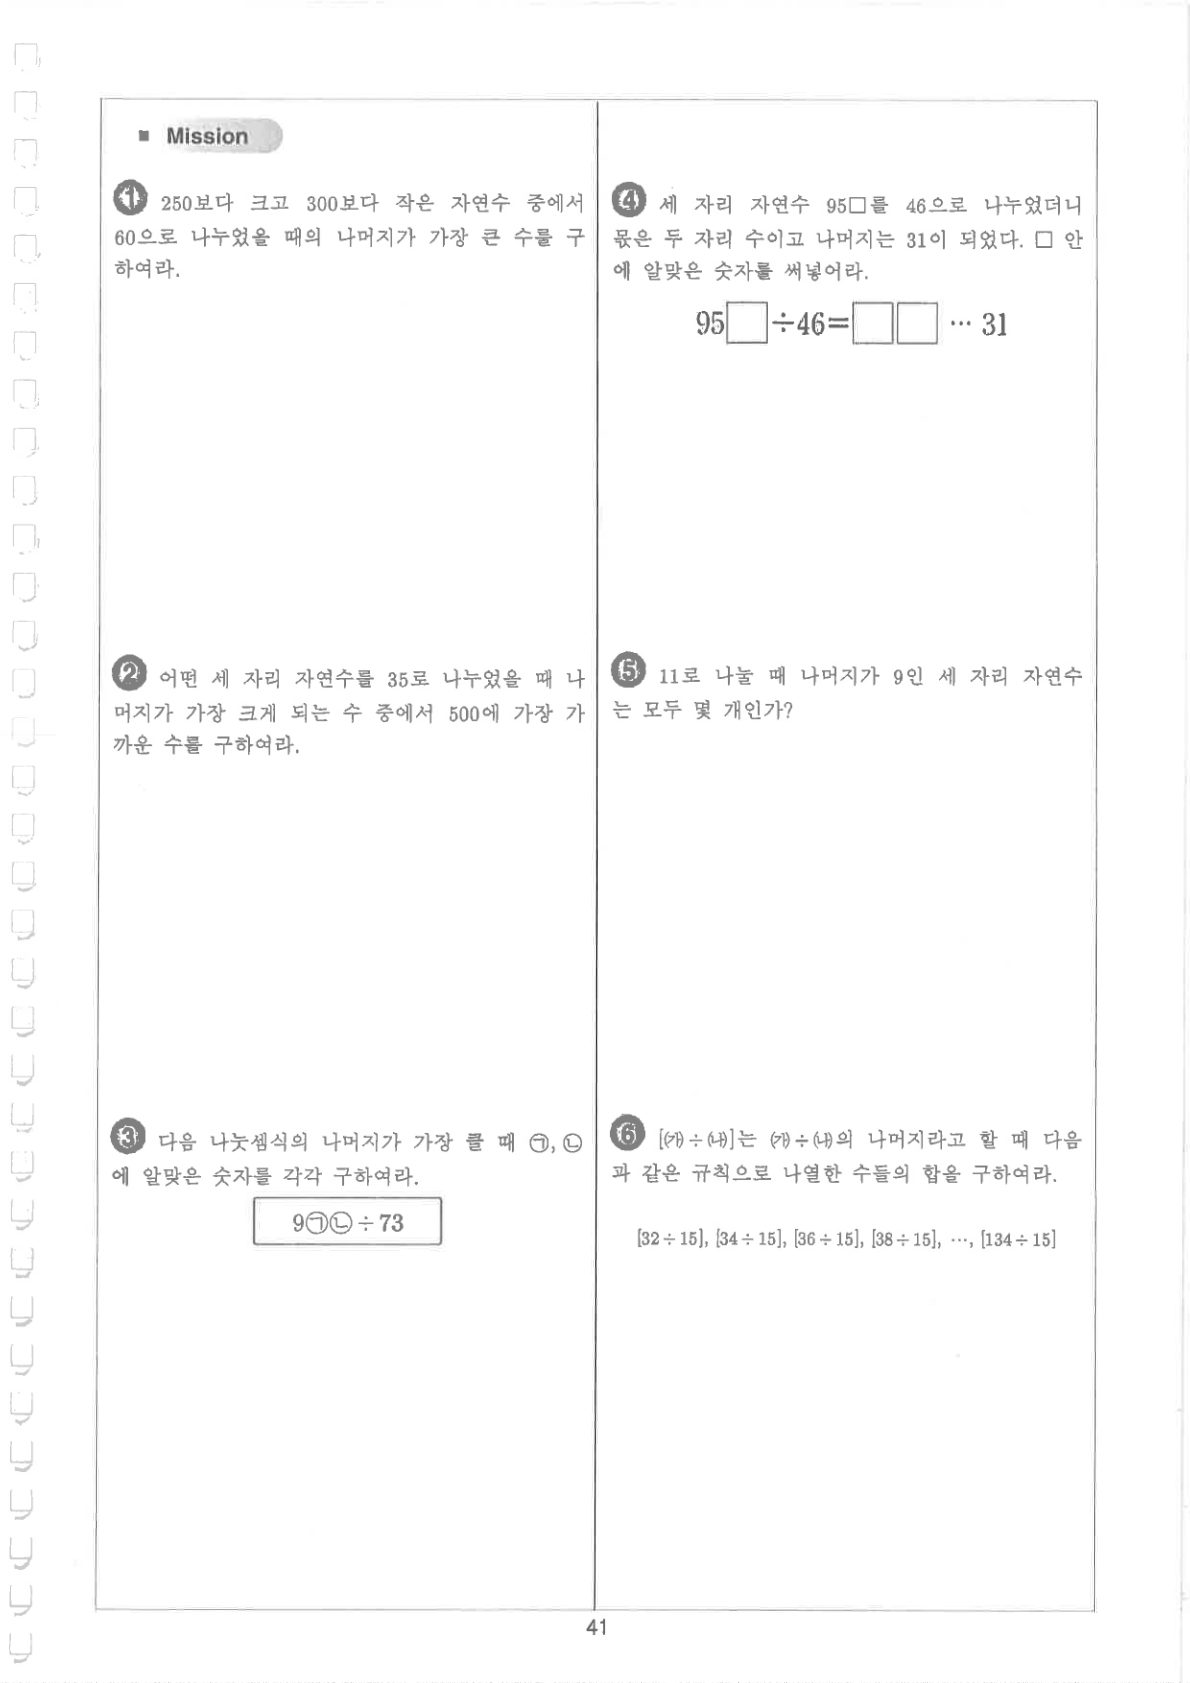 ■ Mission
1 250보다 크고 300보다 작은 자연수 중에서
60으로 나누었을 때의 나머지가 가장 큰 수를 구
하여라.
2 어떤 세 자리 자연수를 35로 나누었을 때 나
머지가 가장 크게 되는 수 중에서 500에 가장 가
까운 수를 구하여라.
3 다음 나눗셈식의 나머지가 가장 클 때 ㉠, ㉡
에 알맞은 숫자를 각각 구하여라.
9㉠㉡÷73
4 세 자리 자연수 95□를 46으로 나누었더니
몫은 두 자리 수이고 나머지는 31이 되었다. □ 안
에 알맞은 숫자를 써넣어라.
95□÷46=□□ ··· 31
5 11로 나눌 때 나머지가 9인 세 자리 자연수
는 모두 몇 개인가?
6 [㈎÷㈏]는 ㈎÷㈏의 나머지라고 할 때 다음
과 같은 규칙으로 나열한 수들의 합을 구하여라.
[32÷15], [34÷15], [36÷15], [38÷15], ···, [134÷15]
41